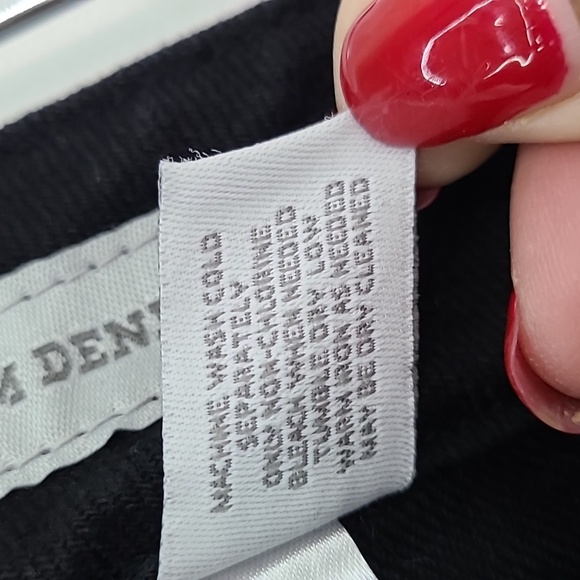 MACHINE WASH COLD
SEPARATELY
ONLY NON-CHLORINE
BLEACH WHEN NEEDED
TUMBLE DRY LOW
WARM IRON AS NEEDED
MAY BE DRY CLEANED